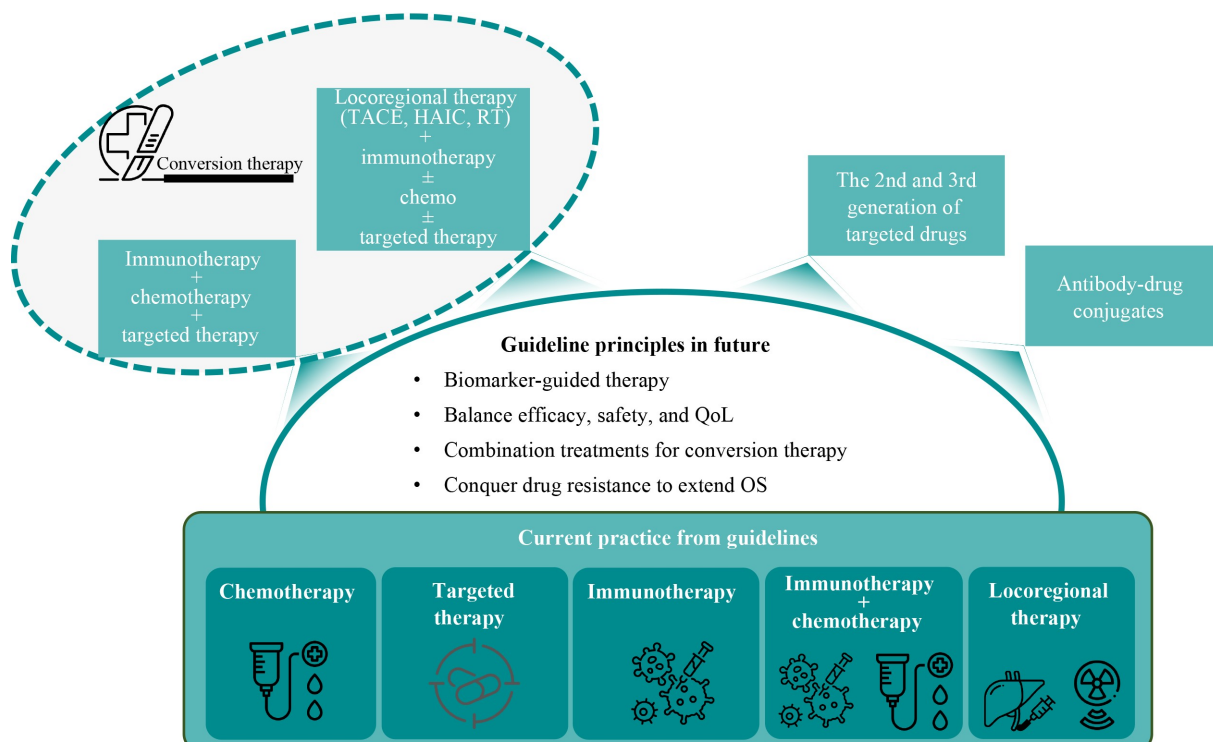 Conversion therapy
Locoregional therapy
(TACE, HAIC, RT)
+
immunotherapy
±
chemo
±
targeted therapy
Immunotherapy
+
chemotherapy
+
targeted therapy
The 2nd and 3rd
generation of
targeted drugs
Antibody-drug
conjugates
Guideline principles in future
• Biomarker-guided therapy
• Balance efficacy, safety, and QoL
• Combination treatments for conversion therapy
• Conquer drug resistance to extend OS
Current practice from guidelines
Chemotherapy
Targeted
therapy
Immunotherapy
Immunotherapy
+
chemotherapy
Locoregional
therapy